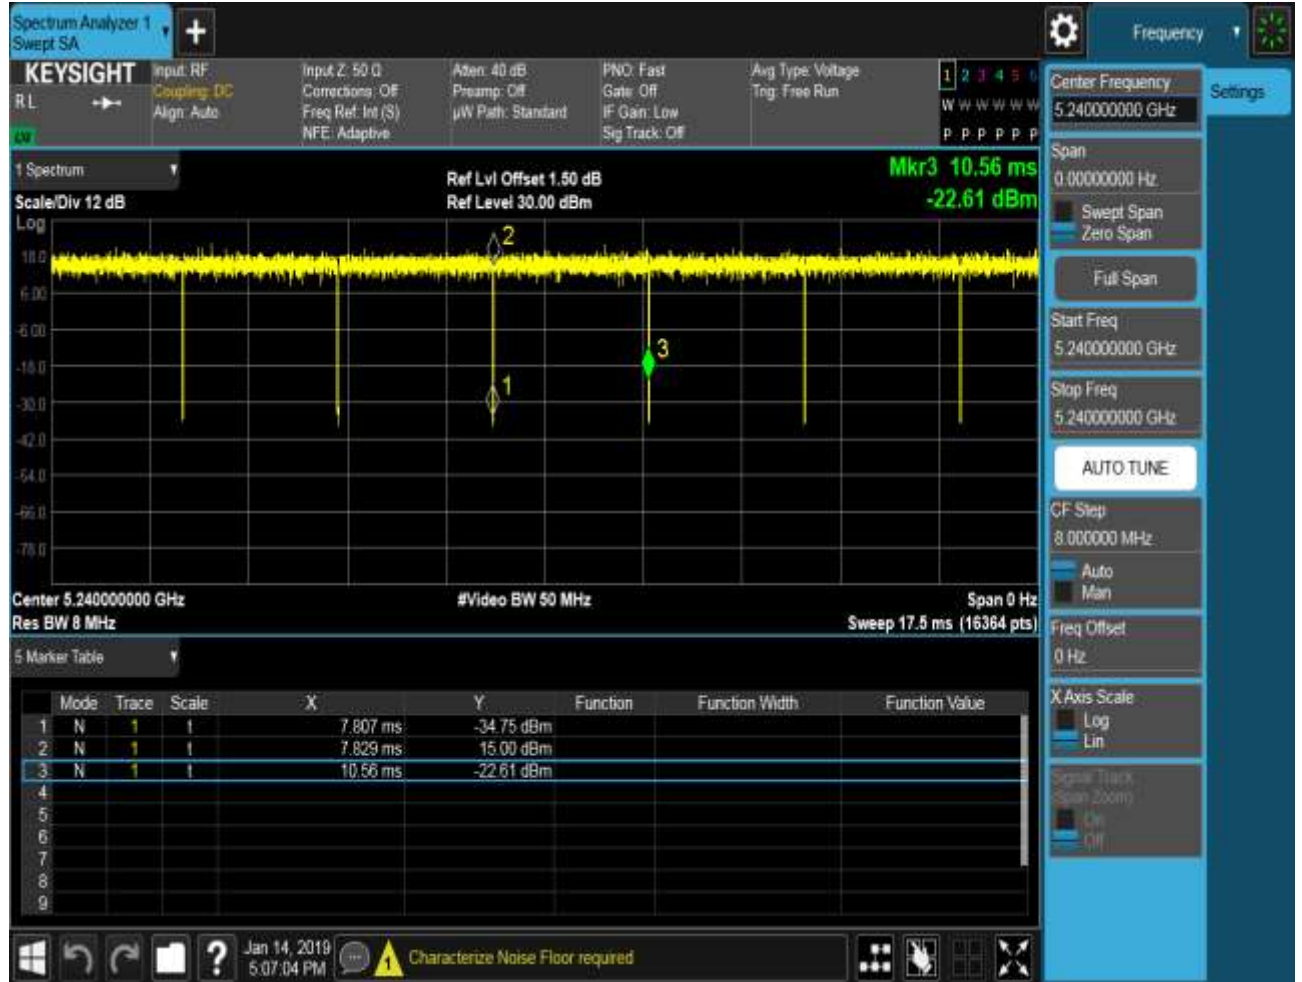 Spectrum Analyzer 1
Swept SA
+
Frequency
KEYSIGHT
RL
Input: RF
Coupling: DC
Align: Auto
Input Z: 50 Ω
Corrections: Off
Freq Ref: Int (S)
NFE: Adaptive
Atten: 40 dB
Preamp: Off
µW Path: Standard
PNO: Fast
Gate: Off
IF Gain: Low
Sig Track: Off
Avg Type: Voltage
Trig: Free Run
1 2 3 4 5 6
W W W W W W
P P P P P P
1 Spectrum
Scale/Div 12 dB
Ref Lvl Offset 1.50 dB
Ref Level 30.00 dBm
Mkr3 10.56 ms
-22.61 dBm
Log
18.0
6.00
-6.00
-18.0
-30.0
-42.0
-54.0
-66.0
-78.0
2
1
3
Center 5.240000000 GHz
#Video BW 50 MHz
Span 0 Hz
Res BW 8 MHz
Sweep 17.5 ms (16364 pts)
5 Marker Table
Mode Trace Scale X Y Function Function Width Function Value
1 N 1 t 7.807 ms -34.75 dBm
2 N 1 t 7.829 ms 15.00 dBm
3 N 1 t 10.56 ms -22.61 dBm
4
5
6
7
8
9
?
Jan 14, 2019
5:07:04 PM
1
Characterize Noise Floor required
Center Frequency
5.240000000 GHz
Settings
Span
0.00000000 Hz
Swept Span
Zero Span
Full Span
Start Freq
5.240000000 GHz
Stop Freq
5.240000000 GHz
AUTO TUNE
CF Step
8.000000 MHz
Auto
Man
Freq Offset
0 Hz
X Axis Scale
Log
Lin
Signal Track
(Span Zoom)
On
Off